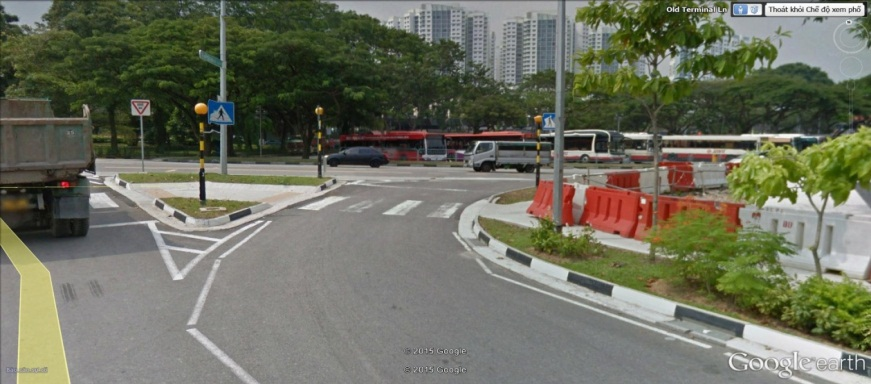 Old Terminal Ln
Thoát khỏi Chế độ xem phố
© 2015 Google
© 2015 Google
Google earth